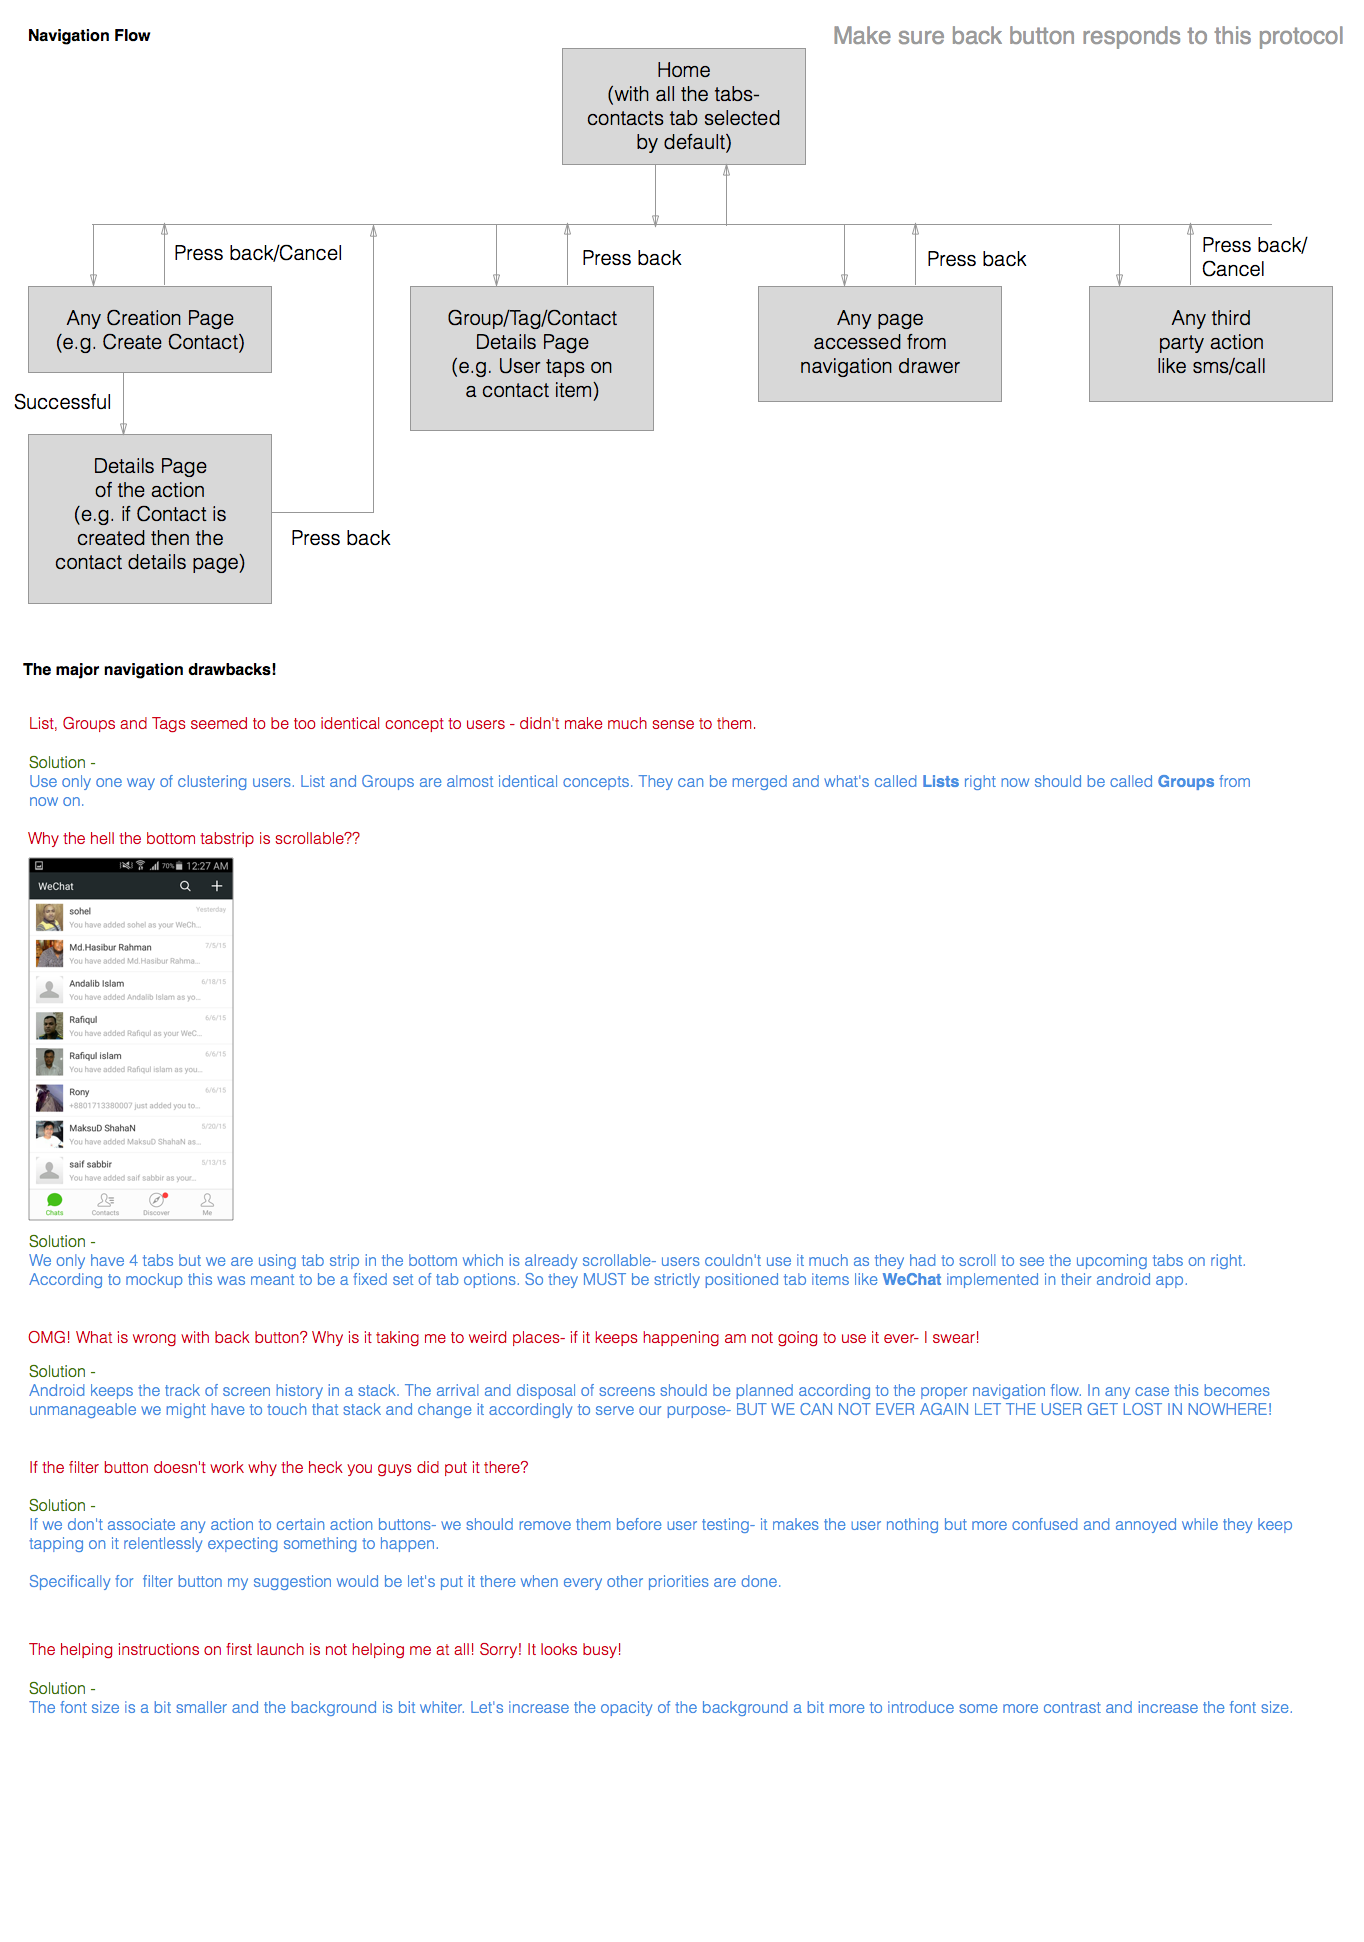 Navigation Flow
Make sure back button responds to this protocol
Home
(with all the tabs-
contacts tab selected
by default)
Press back/Cancel
Press back
Press back
Press back/
Cancel
Any Creation Page
(e.g. Create Contact)
Group/Tag/Contact
Details Page
(e.g. User taps on
a contact item)
Any page
accessed from
navigation drawer
Any third
party action
like sms/call
Successful
Details Page
of the action
(e.g. if Contact is
created then the
contact details page)
Press back
The major navigation drawbacks!
List, Groups and Tags seemed to be too identical concept to users - didn't make much sense to them.
Solution -
Use only one way of clustering users. List and Groups are almost identical concepts. They can be merged and what's called Lists right now should be called Groups from
now on.
Why the hell the bottom tabstrip is scrollable??
70% 12:27 AM
WeChat
sohel Yesterday
You have added sohel as your WeCh...
Md.Hasibur Rahman 7/5/15
You have added Md.Hasibur Rahma...
Andalib Islam 6/18/15
You have added Andalib Islam as yo...
Rafiqul 6/6/15
You have added Rafiqul as your WeC...
Rafiqul islam 6/6/15
You have added Rafiqul islam as you...
Rony 6/6/15
+8801713380007 just added you to...
MaksuD ShahaN 5/20/15
You have added MaksuD ShahaN as...
saif sabbir 5/13/15
You have added saif sabbir as your...
Chats Contacts Discover Me
Solution -
We only have 4 tabs but we are using tab strip in the bottom which is already scrollable- users couldn't use it much as they had to scroll to see the upcoming tabs on right.
According to mockup this was meant to be a fixed set of tab options. So they MUST be strictly positioned tab items like WeChat implemented in their android app.
OMG! What is wrong with back button? Why is it taking me to weird places- if it keeps happening am not going to use it ever- I swear!
Solution -
Android keeps the track of screen history in a stack. The arrival and disposal of screens should be planned according to the proper navigation flow. In any case this becomes
unmanageable we might have to touch that stack and change it accordingly to serve our purpose- BUT WE CAN NOT EVER AGAIN LET THE USER GET LOST IN NOWHERE!
If the filter button doesn't work why the heck you guys did put it there?
Solution -
If we don't associate any action to certain action buttons- we should remove them before user testing- it makes the user nothing but more confused and annoyed while they keep
tapping on it relentlessly expecting something to happen.
Specifically for  filter button my suggestion would be let's put it there when every other priorities are done.
The helping instructions on first launch is not helping me at all! Sorry! It looks busy!
Solution -
The font size is a bit smaller and the background is bit whiter. Let's increase the opacity of the background a bit more to introduce some more contrast and increase the font size.